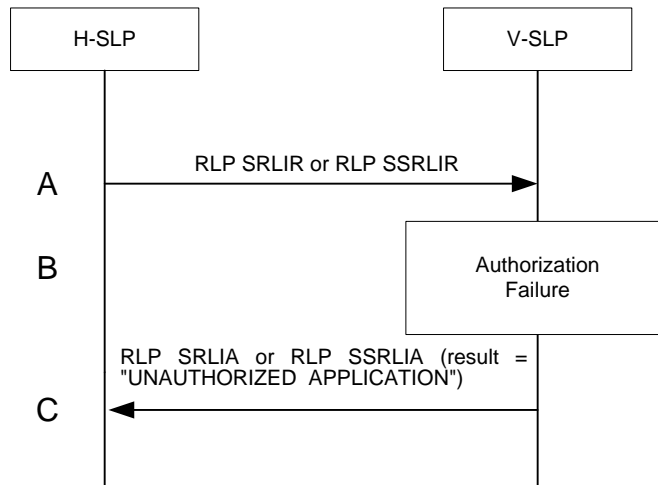 H-SLP
V-SLP
RLP SRLIR or RLP SSRLIR
A
B
Authorization
Failure
RLP SRLIA or RLP SSRLIA (result =
"UNAUTHORIZED APPLICATION")
C